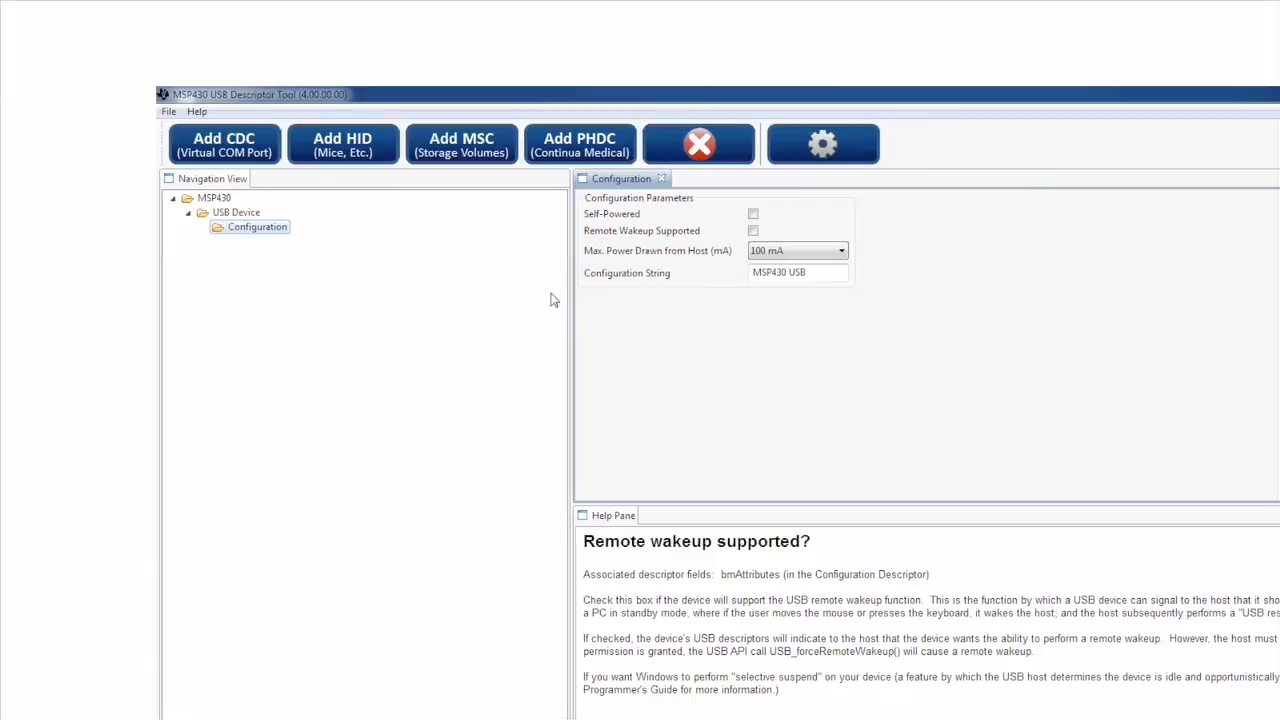 MSP430 USB Descriptor Tool (4.00.00.00)
File Help
Add CDC
(Virtual COM Port)
Add HID
(Mice, Etc.)
Add MSC
(Storage Volumes)
Add PHDC
(Continua Medical)
Navigation View
MSP430
USB Device
Configuration
Configuration
Configuration Parameters
Self-Powered
Remote Wakeup Supported
Max. Power Drawn from Host (mA) 100 mA
Configuration String MSP430 USB
Help Pane
Remote wakeup supported?
Associated descriptor fields: bmAttributes (in the Configuration Descriptor)
Check this box if the device will support the USB remote wakeup function. This is the function by which a USB device can signal to the host that it sho
a PC in standby mode, where if the user moves the mouse or presses the keyboard, it wakes the host; and the host subsequently performs a "USB res
If checked, the device's USB descriptors will indicate to the host that the device wants the ability to perform a remote wakeup. However, the host must
permission is granted, the USB API call USB_forceRemoteWakeup() will cause a remote wakeup.
If you want Windows to perform "selective suspend" on your device (a feature by which the USB host determines the device is idle and opportunistically
Programmer's Guide for more information.)